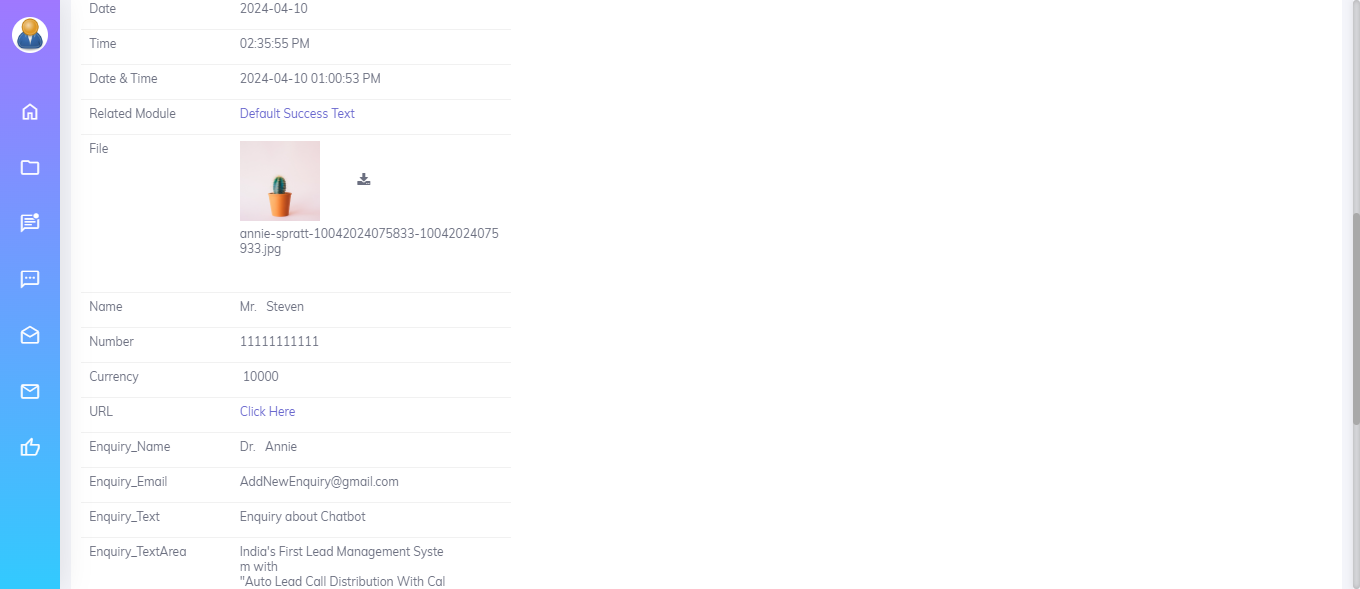 Date 2024-04-10
Time 02:35:55 PM
Date & Time 2024-04-10 01:00:53 PM
Related Module Default Success Text
File
annie-spratt-10042024075833-10042024075
933.jpg
Name Mr. Steven
Number 11111111111
Currency 10000
URL Click Here
Enquiry_Name Dr. Annie
Enquiry_Email AddNewEnquiry@gmail.com
Enquiry_Text Enquiry about Chatbot
Enquiry_TextArea India's First Lead Management Syste
m with
"Auto Lead Call Distribution With Cal